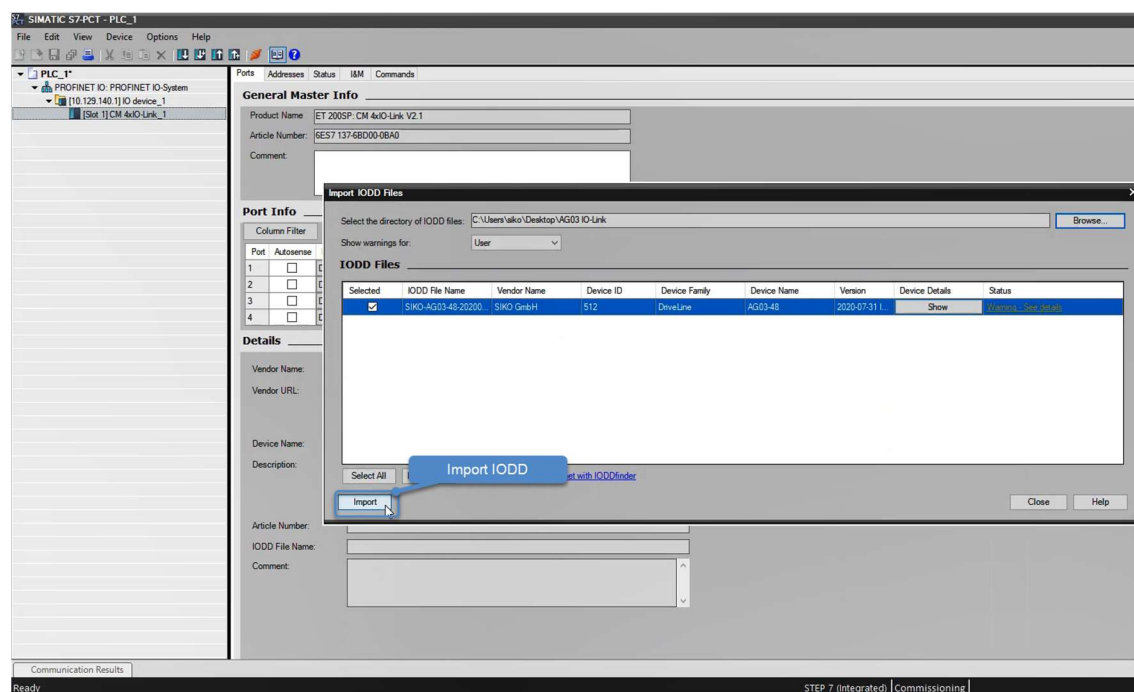 SIMATIC S7-PCT - PLC_1
File Edit View Device Options Help
PLC_1*
PROFINET IO: PROFINET IO-System
[10.129.140.1] IO device_1
[Slot 1] CM 4xIO-Link_1
Ports Addresses Status I&M Commands
General Master Info
Product Name ET 200SP: CM 4xIO-Link V2.1
Article Number: 6ES7 137-6BD00-0BA0
Comment:
Import IODD Files
Select the directory of IODD files: C:\Users\siko\Desktop\AG03 IO-Link Browse...
Show warnings for: User
IODD Files
Selected IODD File Name Vendor Name Device ID Device Family Device Name Version Device Details Status
SIKO-AG03-48-20200... SIKO GmbH 512 DriveLine AG03-48 2020-07-31 I... Show Warning - See details
Import IODD
Select All et with IODDfinder
Import Close Help
Port Info
Column Filter
Port Autosense
1
2
3
4
Details
Vendor Name:
Vendor URL:
Device Name:
Description:
Article Number:
IODD File Name:
Comment:
Communication Results
Ready STEP 7 (Integrated) Commissioning